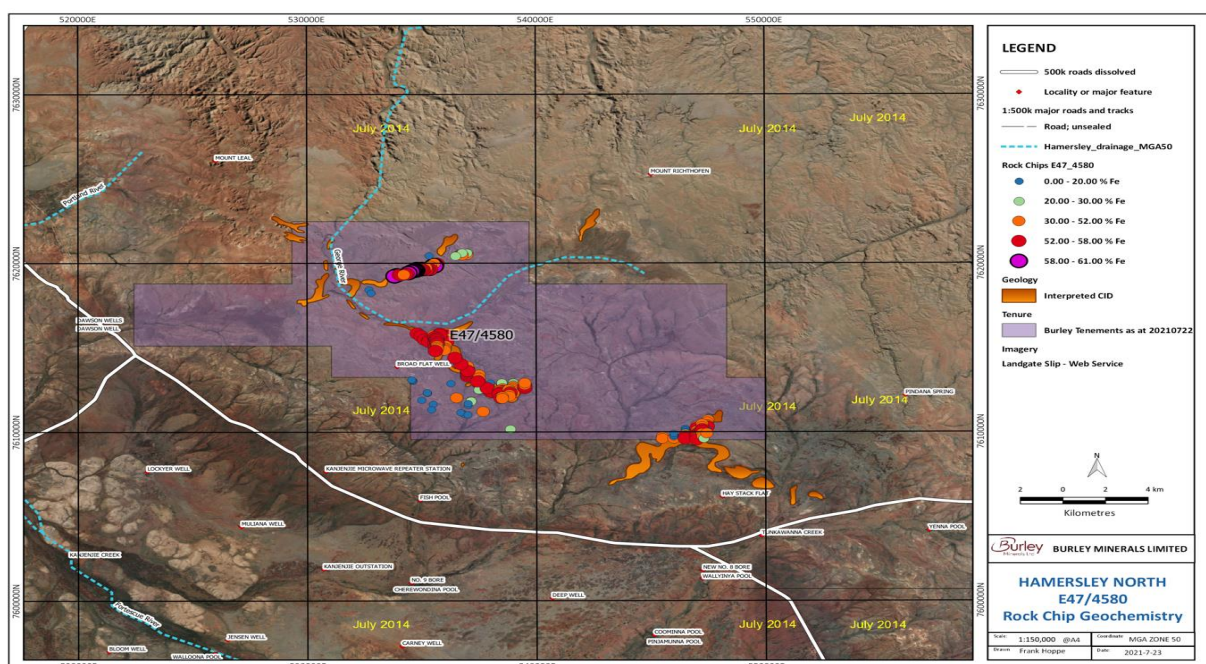 520000E
530000E
540000E
550000E
7630000N
7630000N
July 2014
July 2014
July 2014
MOUNT LEAL
MOUNT RICHTHOFEN
Portland River
George River
7620000N
7620000N
DAWSON WELLS
DAWSON WELL
E47/4580
BROAD FLAT WELL
PINDANA SPRING
July 2014
July 2014
July 2014
7610000N
7610000N
LOCKYER WELL
KANJENJIE MICROWAVE REPEATER STATION
FISH POOL
HAY STACK FLAT
MULIANA WELL
TUNKAWANNA CREEK
YENNA POOL
KANJENJIE CREEK
KANJENJIE OUTSTATION
NO. 9 BORE
CHEREWONDINA POOL
NEW NO. 8 BORE
WALLYINYA POOL
DEEP WELL
7600000N
7600000N
Fortescue River
July 2014
July 2014
July 2014
JENSEN WELL
BLOOM WELL
WALLOONA POOL
CARNEY WELL
COOMINNA POOL
PINJAMUNNA POOL
LEGEND
500k roads dissolved
Locality or major feature
1:500k major roads and tracks
Road; unsealed
Hamersley_drainage_MGA50
Rock Chips E47_4580
0.00 - 20.00 % Fe
20.00 - 30.00 % Fe
30.00 - 52.00 % Fe
52.00 - 58.00 % Fe
58.00 - 61.00 % Fe
Geology
Interpreted CID
Tenure
Burley Tenements as at 20210722
Imagery
Landgate Slip - Web Service
N
2 0 2 4 km
Kilometres
Burley
BURLEY MINERALS LIMITED
HAMERSLEY NORTH
E47/4580
Rock Chip Geochemistry
Scale: 1:150,000 @A4
Coordinate MGA ZONE 50
Drawn Frank Hoppe
Date: 2021-7-23